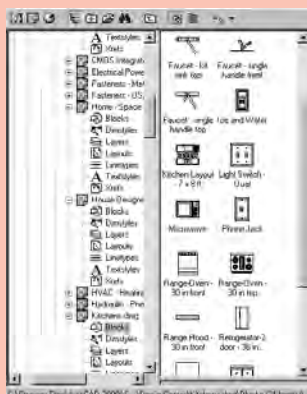 Textstyles
Xrefs
CMOS Integrat
Electrical Powe
Fasteners - Met
Fasteners - US,
Home - Space
Blocks
Dimstyles
Layers
Layouts
Linetypes
Textstyles
Xrefs
House Designe
Blocks
Dimstyles
Layers
Layouts
Linetypes
Textstyles
Xrefs
HVAC - Heating
Hydraulic - Pne
Kitchens.dwg
Blocks
Dimstyles
Layers
Layouts
Faucet -
sink top
Faucet - single
handle front
Faucet - single
handle top
Ice and Water
Kitchen Layout
- 7 x 8 ft
Light Switch -
Dual
Microwave
Phone Jack
Range-Oven -
30 in front
Range-Oven -
30 in top
Range Hood -
30 in
Refrigerator 2
door - 36 in.